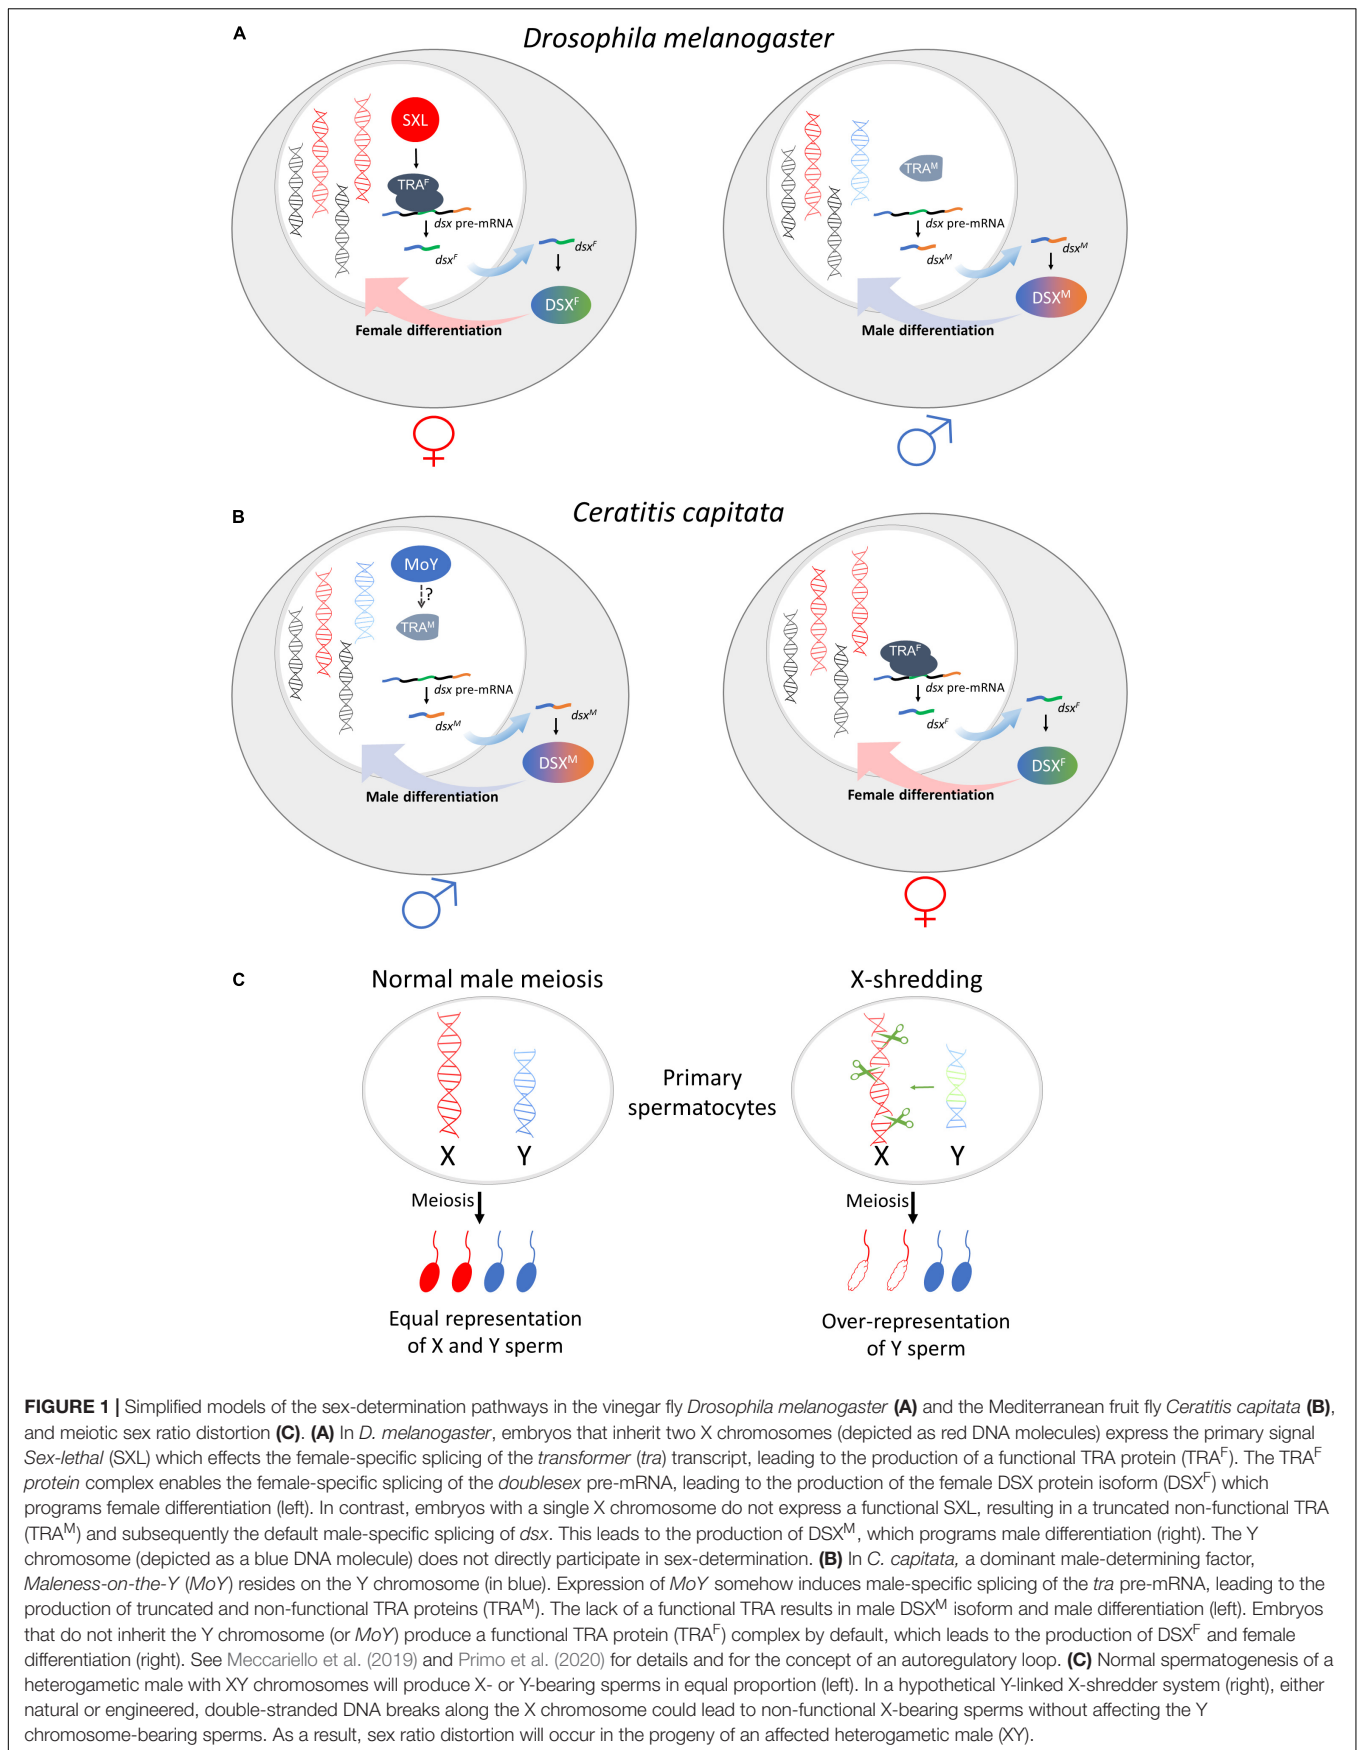 A
Drosophila melanogaster
SXL
TRAF
dsx pre-mRNA
dsxF
dsxF
DSXF
Female differentiation
TRAM
dsx pre-mRNA
dsxM
dsxM
DSXM
Male differentiation
B
Ceratitis capitata
MoY
?
TRAM
dsx pre-mRNA
dsxM
dsxM
DSXM
Male differentiation
TRAF
dsx pre-mRNA
dsxF
dsxF
DSXF
Female differentiation
C
Normal male meiosis
X-shredding
X
Y
Primary
spermatocytes
X
Y
Meiosis
Meiosis
Equal representation
of X and Y sperm
Over-representation
of Y sperm
FIGURE 1 | Simplified models of the sex-determination pathways in the vinegar fly Drosophila melanogaster (A) and the Mediterranean fruit fly Ceratitis capitata (B),
and meiotic sex ratio distortion (C). (A) In D. melanogaster, embryos that inherit two X chromosomes (depicted as red DNA molecules) express the primary signal
Sex-lethal (SXL) which effects the female-specific splicing of the transformer (tra) transcript, leading to the production of a functional TRA protein (TRAF). The TRAF
protein complex enables the female-specific splicing of the doublesex pre-mRNA, leading to the production of the female DSX protein isoform (DSXF) which
programs female differentiation (left). In contrast, embryos with a single X chromosome do not express a functional SXL, resulting in a truncated non-functional TRA
(TRAM) and subsequently the default male-specific splicing of dsx. This leads to the production of DSXM, which programs male differentiation (right). The Y
chromosome (depicted as a blue DNA molecule) does not directly participate in sex-determination. (B) In C. capitata, a dominant male-determining factor,
Maleness-on-the-Y (MoY) resides on the Y chromosome (in blue). Expression of MoY somehow induces male-specific splicing of the tra pre-mRNA, leading to the
production of truncated and non-functional TRA proteins (TRAM). The lack of a functional TRA results in male DSXM isoform and male differentiation (left). Embryos
that do not inherit the Y chromosome (or MoY) produce a functional TRA protein (TRAF) complex by default, which leads to the production of DSXF and female
differentiation (right). See Meccariello et al. (2019) and Primo et al. (2020) for details and for the concept of an autoregulatory loop. (C) Normal spermatogenesis of a
heterogametic male with XY chromosomes will produce X- or Y-bearing sperms in equal proportion (left). In a hypothetical Y-linked X-shredder system (right), either
natural or engineered, double-stranded DNA breaks along the X chromosome could lead to non-functional X-bearing sperms without affecting the Y
chromosome-bearing sperms. As a result, sex ratio distortion will occur in the progeny of an affected heterogametic male (XY).